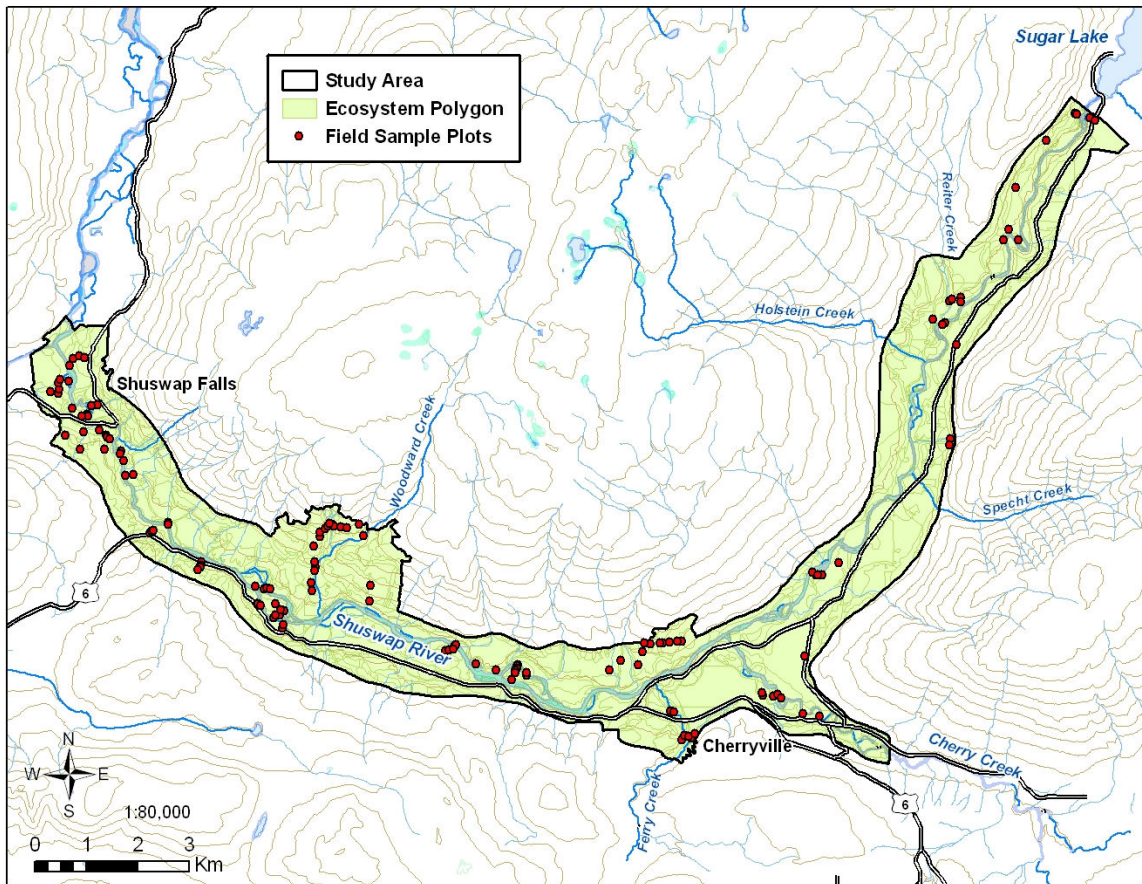 Sugar Lake
Study Area
Ecosystem Polygon
Field Sample Plots
Reiter Creek
Holstein Creek
Shuswap Falls
Woodward Creek
Specht Creek
6
Shuswap River
Cherryville
Cherry Creek
Ferry Creek
6
N
W E
S
1:80,000
0 1 2 3
Km